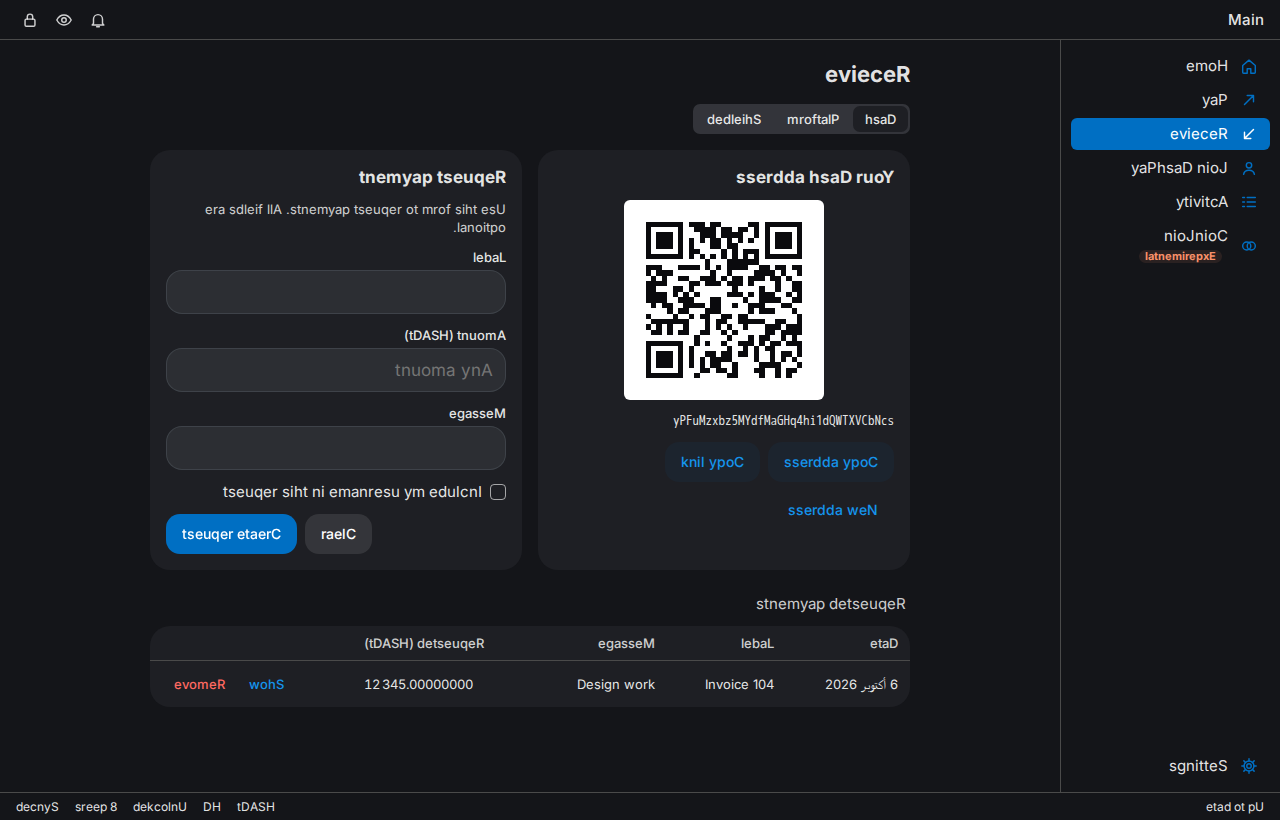 Main
emoH
yaP
evieceR
yaPhsaD nioJ
ytivitcA
nioJnioC
latnemirepxE
sgnitteS
evieceR
hsaD
mroftalP
dedleihS
sserdda hsaD ruoY
yPFuMzxbz5MYdfMaGHq4hi1dQWTXVCbNcs
sserdda ypoC
knil ypoC
sserdda weN
tnemyap tseuqeR
era sdleif llA .stnemyap tseuqer ot mrof siht esU
.lanoitpo
lebaL
(tDASH) tnuomA
tnuoma ynA
egasseM
tseuqer siht ni emanresu ym edulcnI
raelC
tseuqer etaerC
stnemyap detseuqeR
etaD
lebaL
egasseM
(tDASH) detseuqeR
6 أكتوبر 2026
Invoice 104
Design work
12 345.00000000
wohS
evomeR
etad ot pU
decnyS
sreep 8
dekcolnU
DH
tDASH